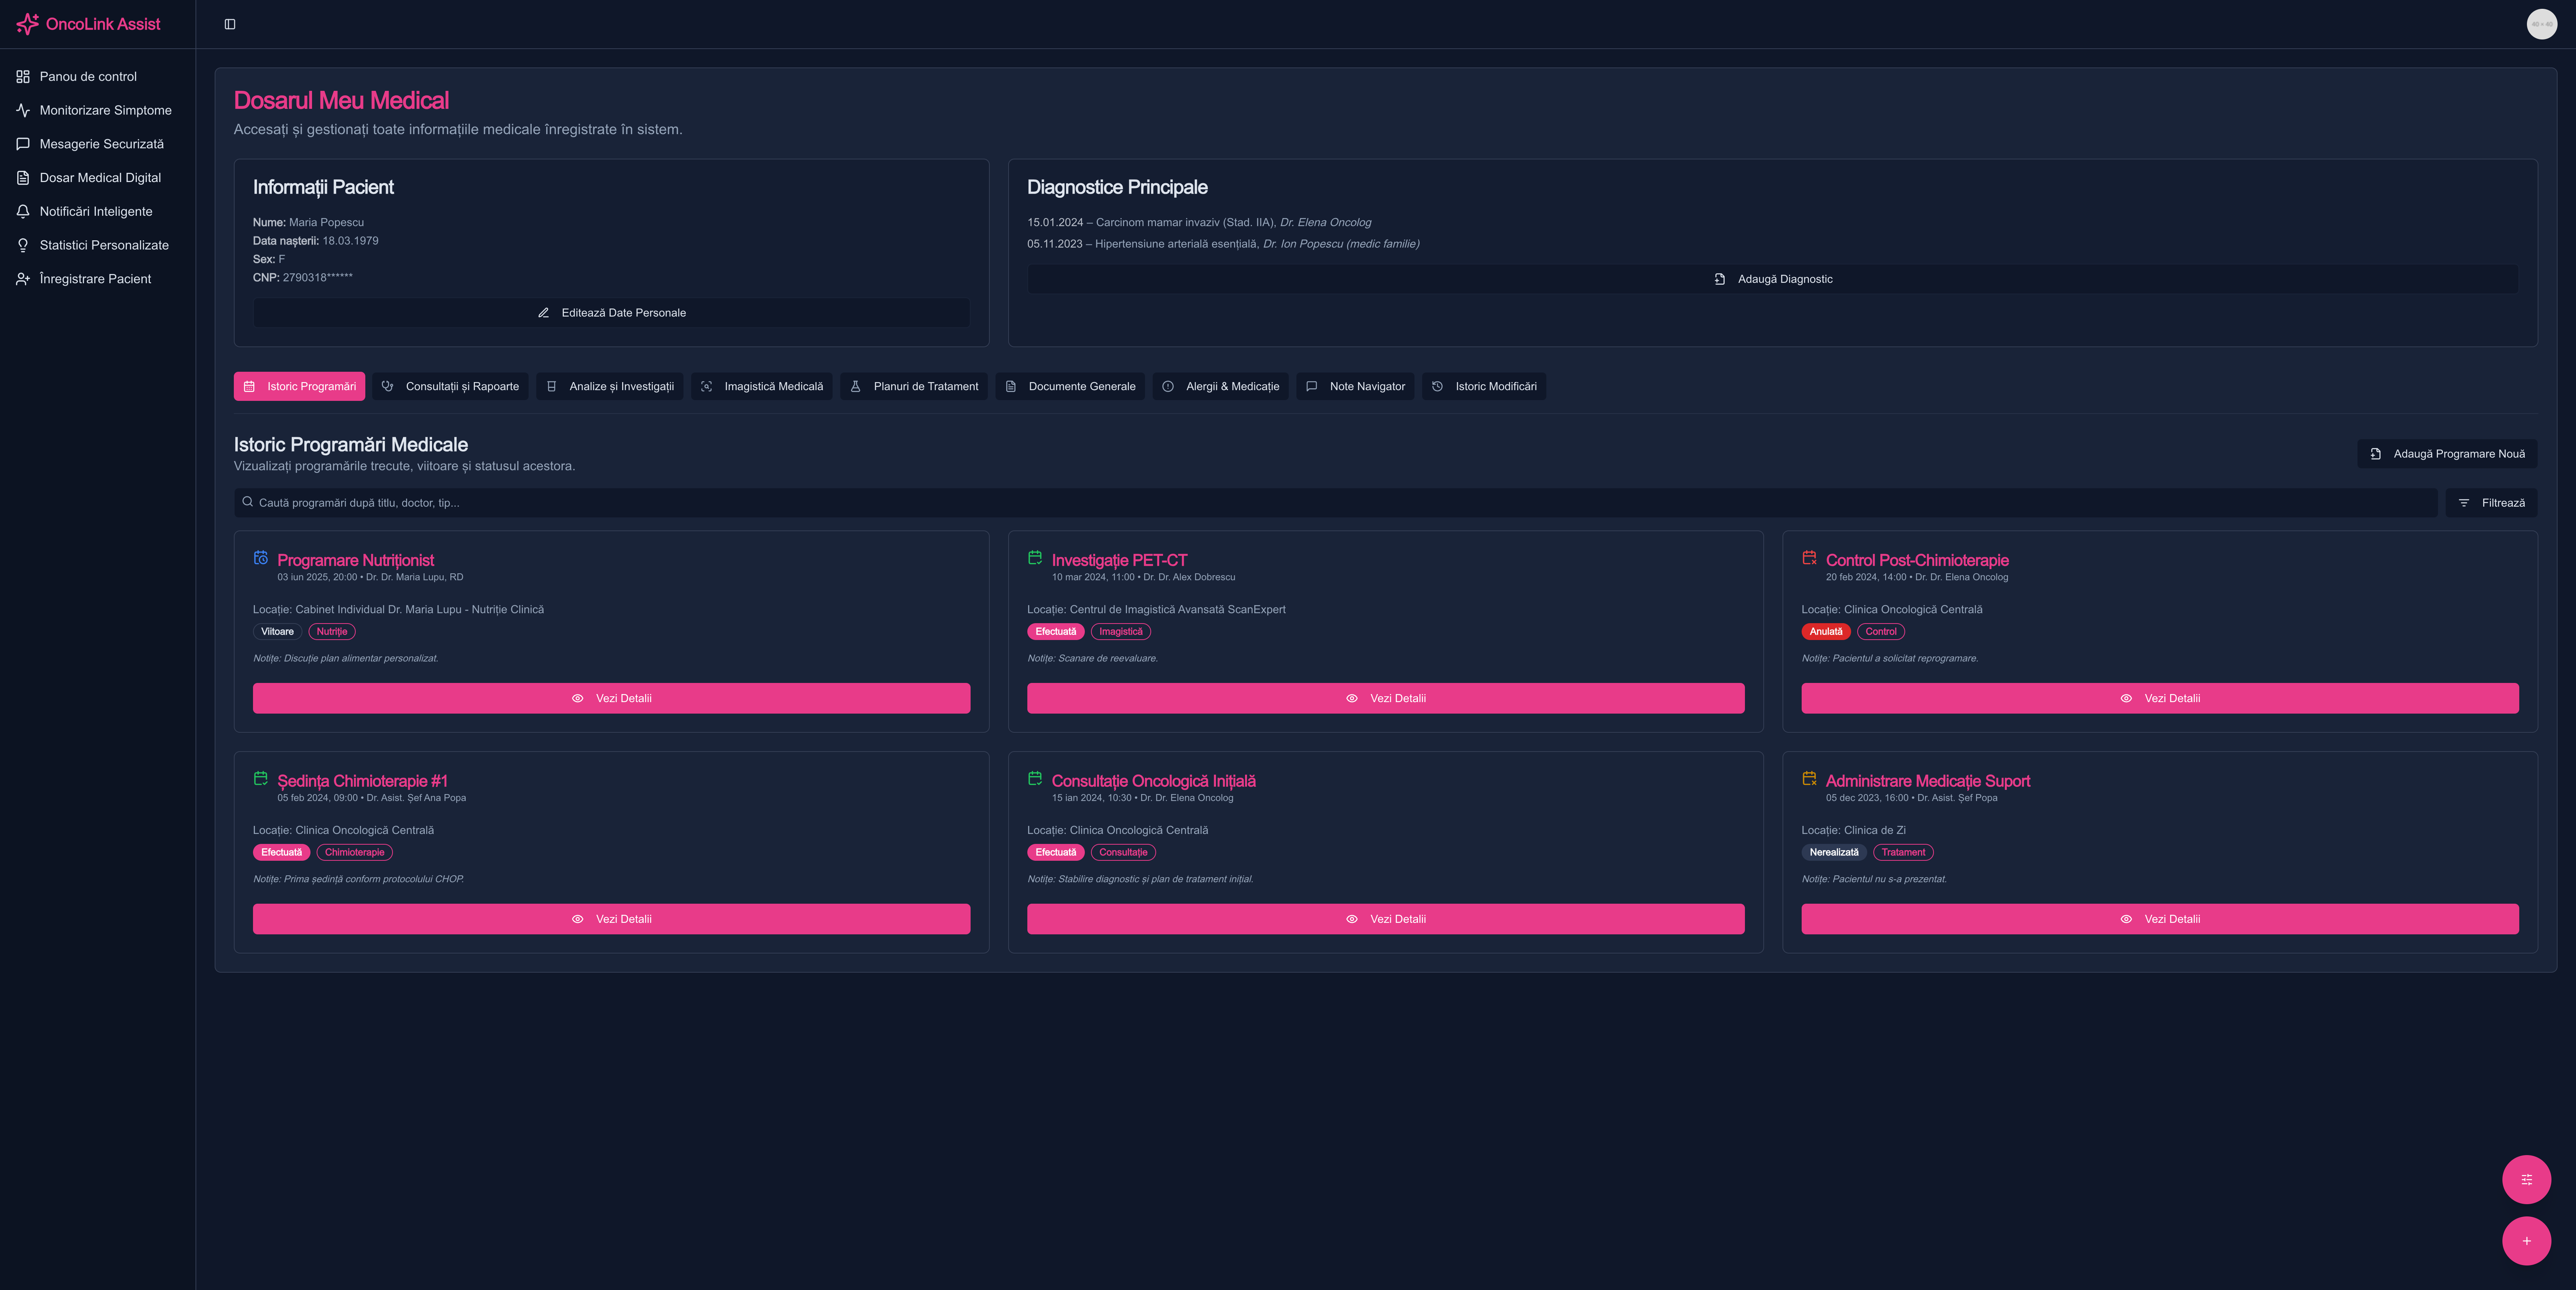 OncoLink Assist
Panou de control
Monitorizare Simptome
Mesagerie Securizată
Dosar Medical Digital
Notificări Inteligente
Statistici Personalizate
Înregistrare Pacient
Dosarul Meu Medical
Accesați și gestionați toate informațiile medicale înregistrate în sistem.
Informații Pacient
Nume: Maria Popescu
Data nașterii: 18.03.1979
Sex: F
CNP: 2790318******
Editează Date Personale
Diagnostice Principale
15.01.2024 – Carcinom mamar invaziv (Stad. IIA), Dr. Elena Oncolog
05.11.2023 – Hipertensiune arterială esențială, Dr. Ion Popescu (medic familie)
Adaugă Diagnostic
Istoric Programări
Consultații și Rapoarte
Analize și Investigații
Imagistică Medicală
Planuri de Tratament
Documente Generale
Alergii & Medicație
Note Navigator
Istoric Modificări
Istoric Programări Medicale
Vizualizați programările trecute, viitoare și statusul acestora.
Adaugă Programare Nouă
Caută programări după titlu, doctor, tip...
Filtrează
Programare Nutriționist
03 iun 2025, 20:00 • Dr. Dr. Maria Lupu, RD
Locație: Cabinet Individual Dr. Maria Lupu - Nutriție Clinică
Viitoare Nutriție
Notițe: Discuție plan alimentar personalizat.
Vezi Detalii
Investigație PET-CT
10 mar 2024, 11:00 • Dr. Dr. Alex Dobrescu
Locație: Centrul de Imagistică Avansată ScanExpert
Efectuată Imagistică
Notițe: Scanare de reevaluare.
Vezi Detalii
Control Post-Chimioterapie
20 feb 2024, 14:00 • Dr. Dr. Elena Oncolog
Locație: Clinica Oncologică Centrală
Anulată Control
Notițe: Pacientul a solicitat reprogramare.
Vezi Detalii
Ședința Chimioterapie #1
05 feb 2024, 09:00 • Dr. Asist. Șef Ana Popa
Locație: Clinica Oncologică Centrală
Efectuată Chimioterapie
Notițe: Prima ședință conform protocolului CHOP.
Vezi Detalii
Consultație Oncologică Inițială
15 ian 2024, 10:30 • Dr. Dr. Elena Oncolog
Locație: Clinica Oncologică Centrală
Efectuată Consultație
Notițe: Stabilire diagnostic și plan de tratament inițial.
Vezi Detalii
Administrare Medicație Suport
05 dec 2023, 16:00 • Dr. Asist. Șef Popa
Locație: Clinica de Zi
Nerealizată Tratament
Notițe: Pacientul nu s-a prezentat.
Vezi Detalii